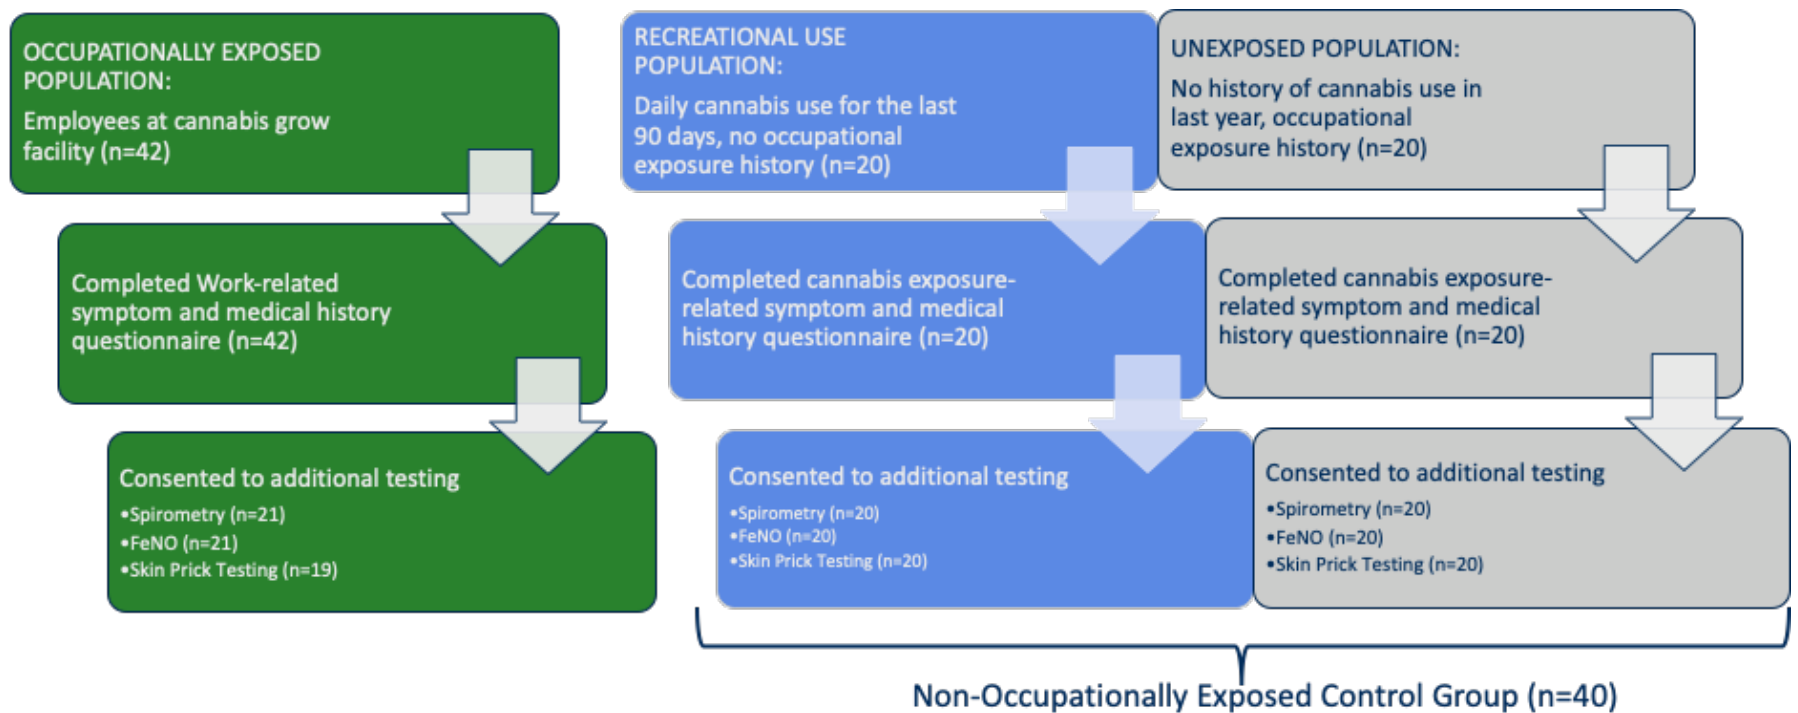 OCCUPATIONALLY EXPOSED
POPULATION:
Employees at cannabis grow
facility (n=42)
Completed Work-related
symptom and medical history
questionnaire (n=42)
Consented to additional testing
•Spirometry (n=21)
•FeNO (n=21)
•Skin Prick Testing (n=19)
RECREATIONAL USE
POPULATION:
Daily cannabis use for the last
90 days, no occupational
exposure history (n=20)
Completed cannabis exposure-
related symptom and medical
history questionnaire (n=20)
Consented to additional testing
•Spirometry (n=20)
•FeNO (n=20)
•Skin Prick Testing (n=20)
UNEXPOSED POPULATION:
No history of cannabis use in
last year, occupational
exposure history (n=20)
Completed cannabis exposure-
related symptom and medical
history questionnaire (n=20)
Consented to additional testing
•Spirometry (n=20)
•FeNO (n=20)
•Skin Prick Testing (n=20)
Non-Occupationally Exposed Control Group (n=40)